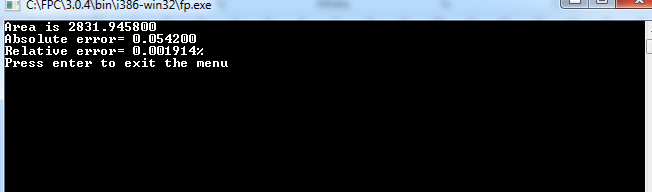 C:\FPC\3.0.4\bin\i386-win32\fp.exe
Area is 2831.945800
Absolute error= 0.054200
Relative error= 0.001914%
Press enter to exit the menu